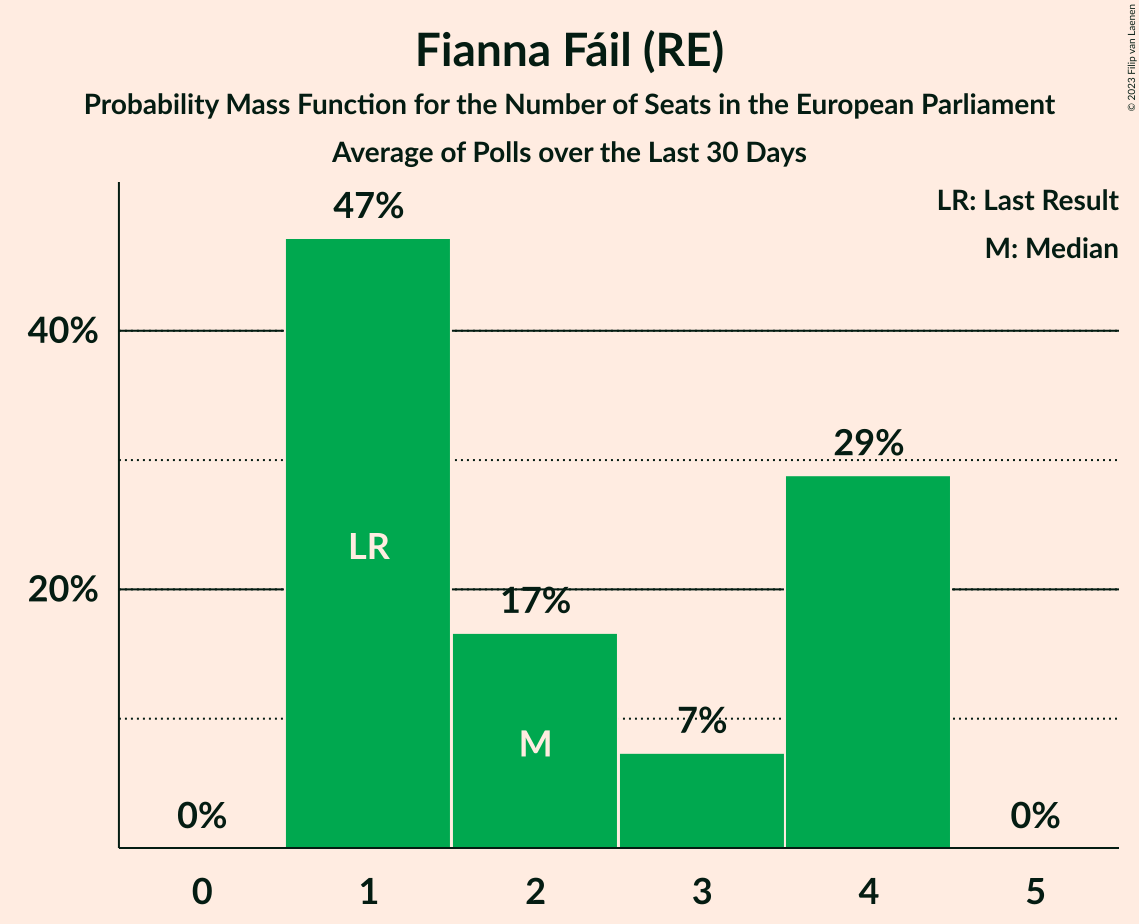 Fianna Fáil (RE)
Probability Mass Function for the Number of Seats in the European Parliament
Average of Polls over the Last 30 Days
© 2023 Filip van Laenen
LR: Last Result
M: Median
47%
40%
29%
LR
20%
17%
M
7%
0%
0%
0 1 2 3 4 5